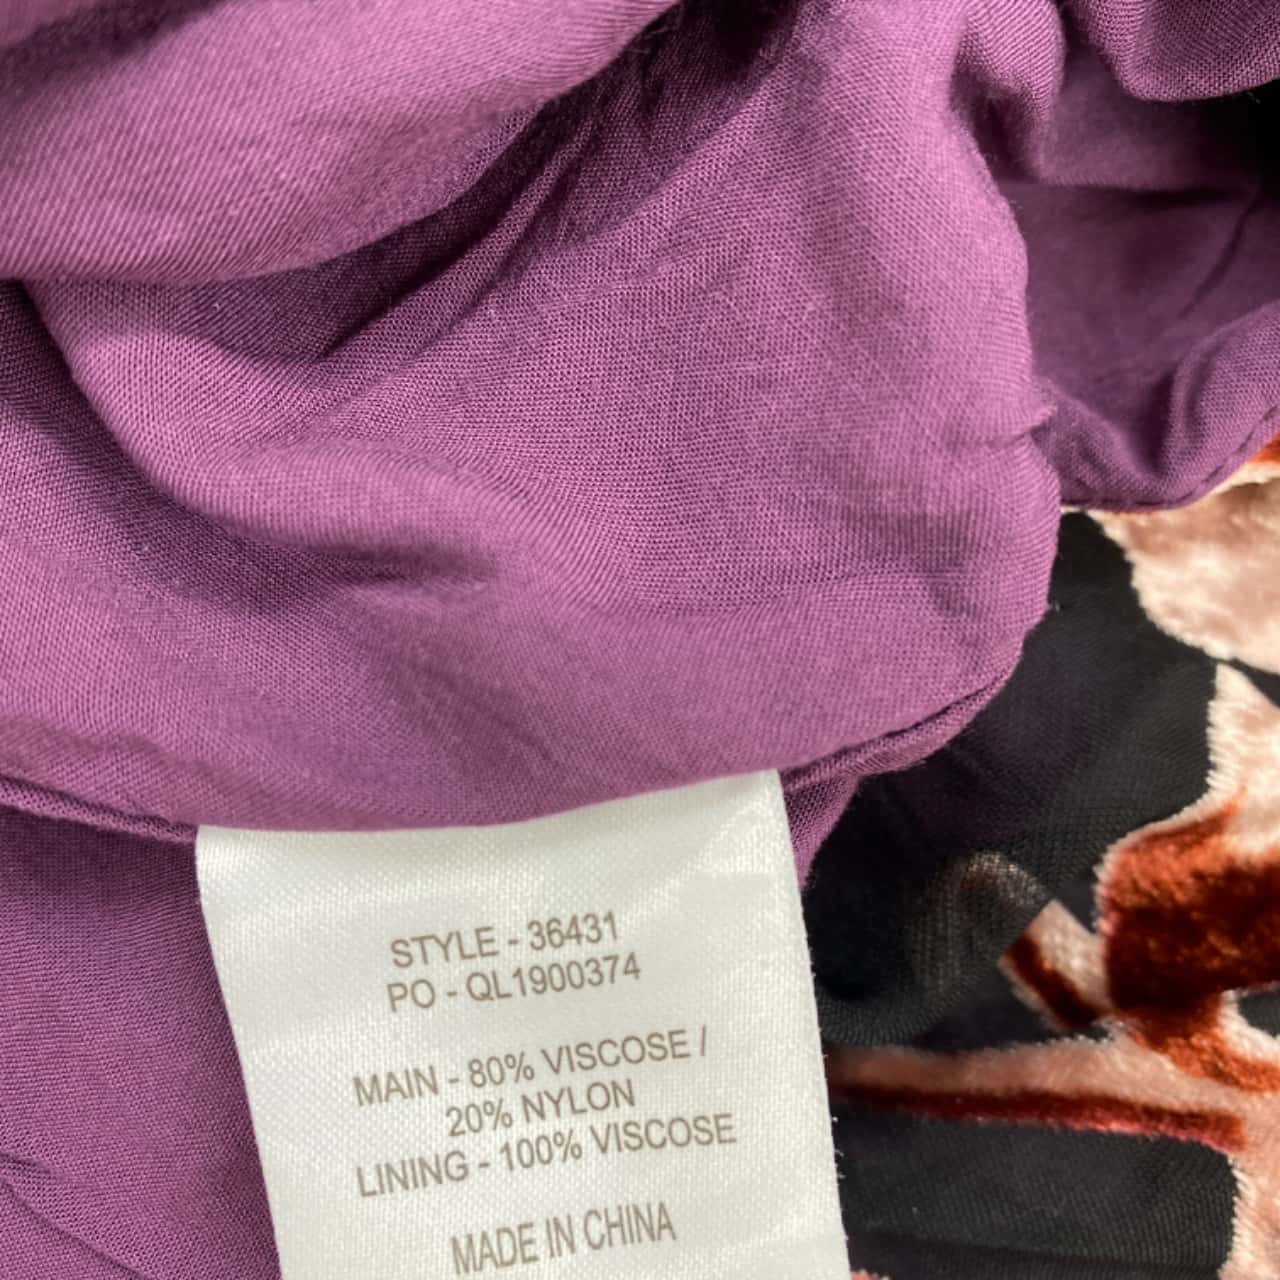 STYLE - 36431
PO - QL1900374
MAIN - 80% VISCOSE /
20% NYLON
LINING - 100% VISCOSE
MADE IN CHINA